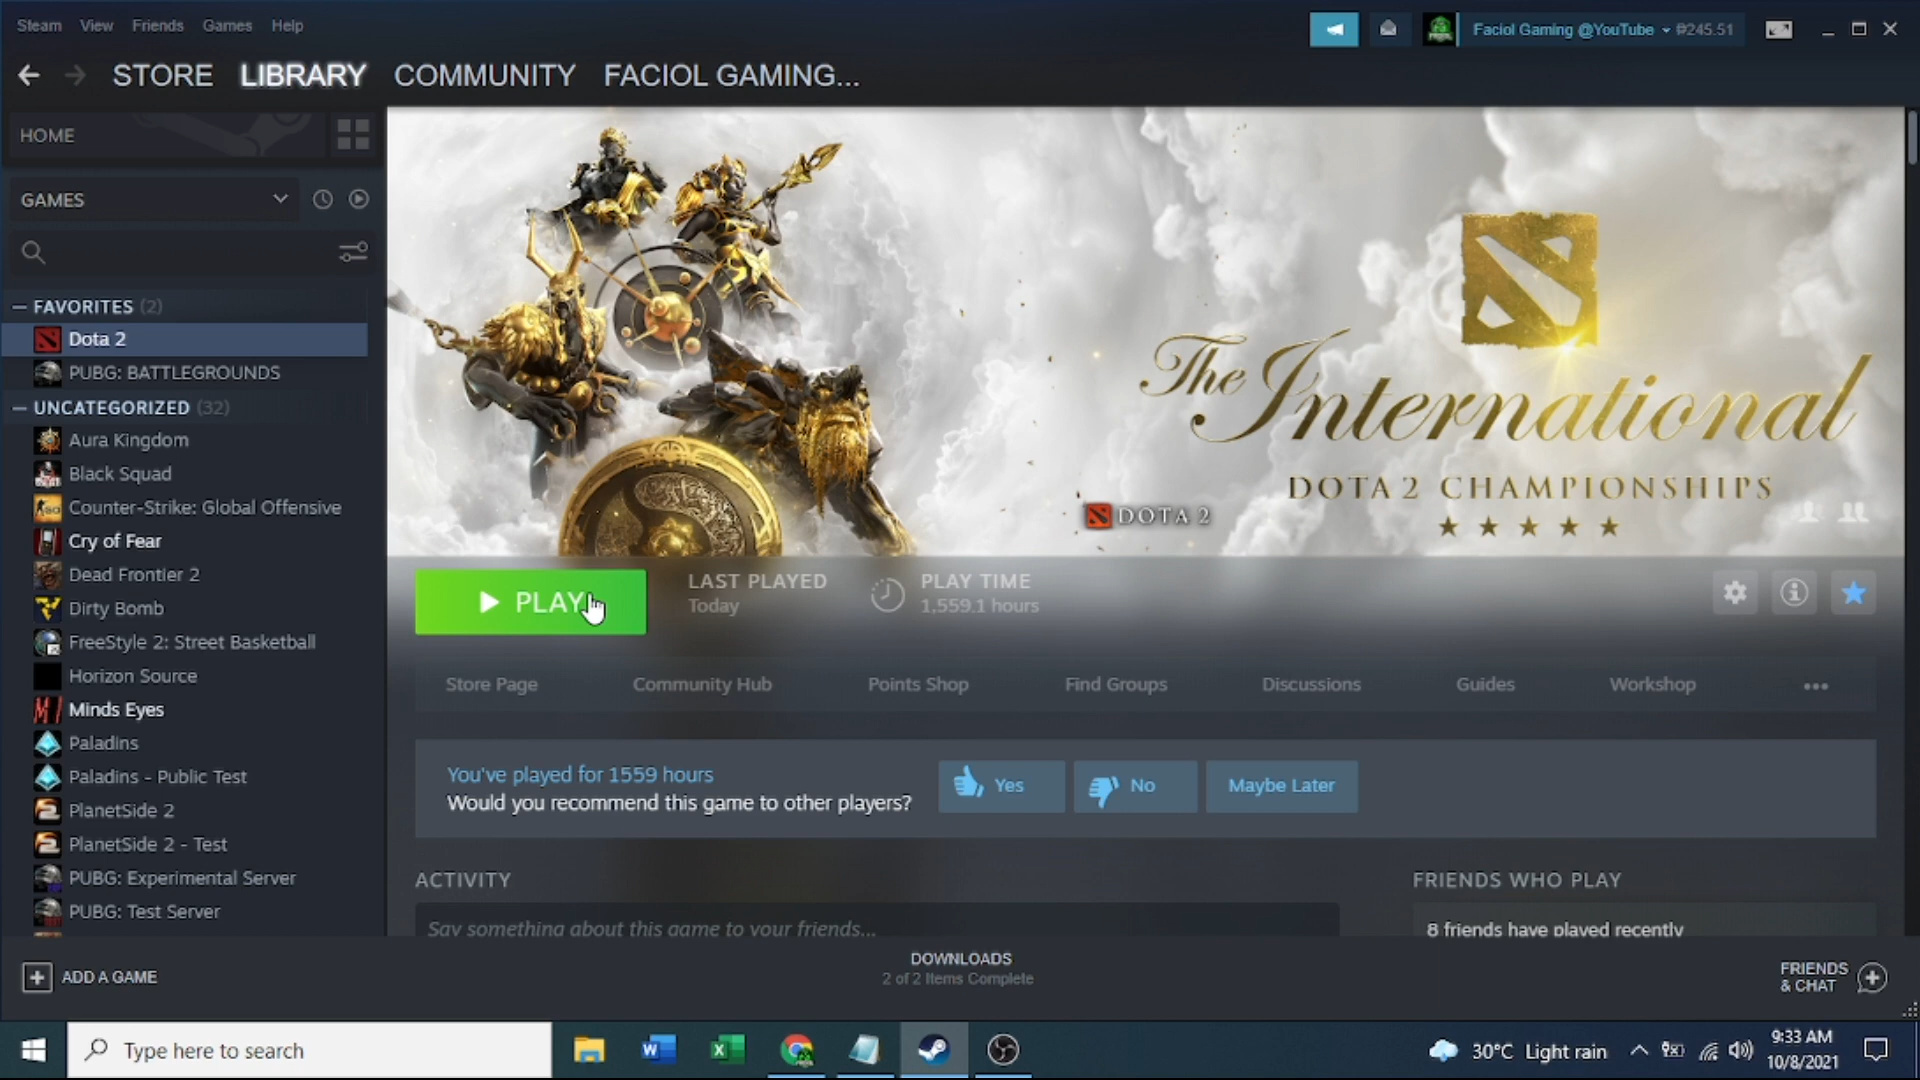 Steam View Friends Games Help
Faciol Gaming @YouTube ₱245.51
STORE LIBRARY COMMUNITY FACIOL GAMING...
HOME
GAMES
— FAVORITES (2)
Dota 2
PUBG: BATTLEGROUNDS
— UNCATEGORIZED (32)
Aura Kingdom
Black Squad
Counter-Strike: Global Offensive
Cry of Fear
Dead Frontier 2
Dirty Bomb
FreeStyle 2: Street Basketball
Horizon Source
Minds Eyes
Paladins
Paladins - Public Test
PlanetSide 2
PlanetSide 2 - Test
PUBG: Experimental Server
PUBG: Test Server
The International
DOTA 2 CHAMPIONSHIPS
DOTA 2
PLAY
LAST PLAYED
Today
PLAY TIME
1,559.1 hours
Store Page Community Hub Points Shop Find Groups Discussions Guides Workshop •••
You've played for 1559 hours
Would you recommend this game to other players?
Yes No Maybe Later
ACTIVITY
Say something about this game to your friends...
FRIENDS WHO PLAY
8 friends have played recently
ADD A GAME
DOWNLOADS
2 of 2 Items Complete
FRIENDS
& CHAT
Type here to search
30°C Light rain
9:33 AM
10/8/2021